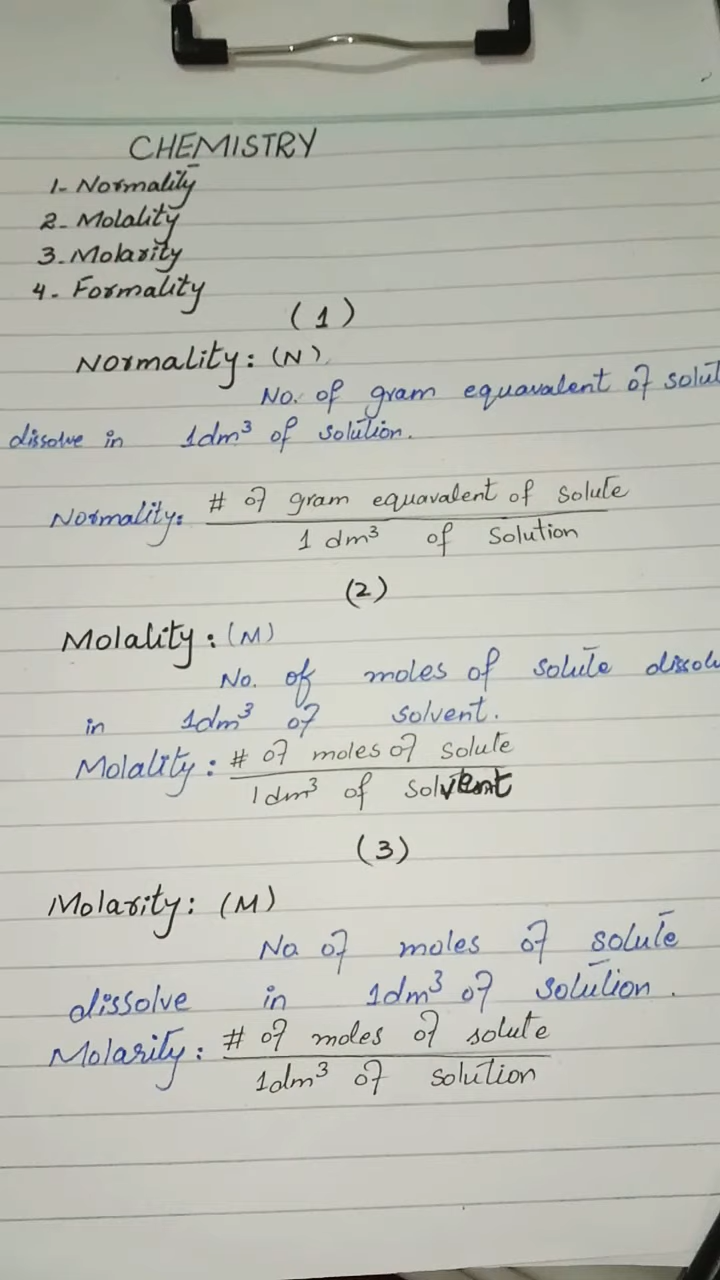 CHEMISTRY
1- Normality
2- Molality
3- Molarity
4- Formality
(1)
Normality: (N)
No. of gram equavalent of solut
dissolve in 1dm³ of solution.
Normality: # of gram equavalent of solute
1 dm³ of Solution
(2)
Molality: (M)
No. of moles of solute dissol
in 1dm³ of solvent.
Molality: # of moles of solute
1dm³ of solvent
(3)
Molarity: (M)
No of moles of solute
dissolve in 1dm³ of solution.
Molarity: # of moles of solute
1dm³ of solution